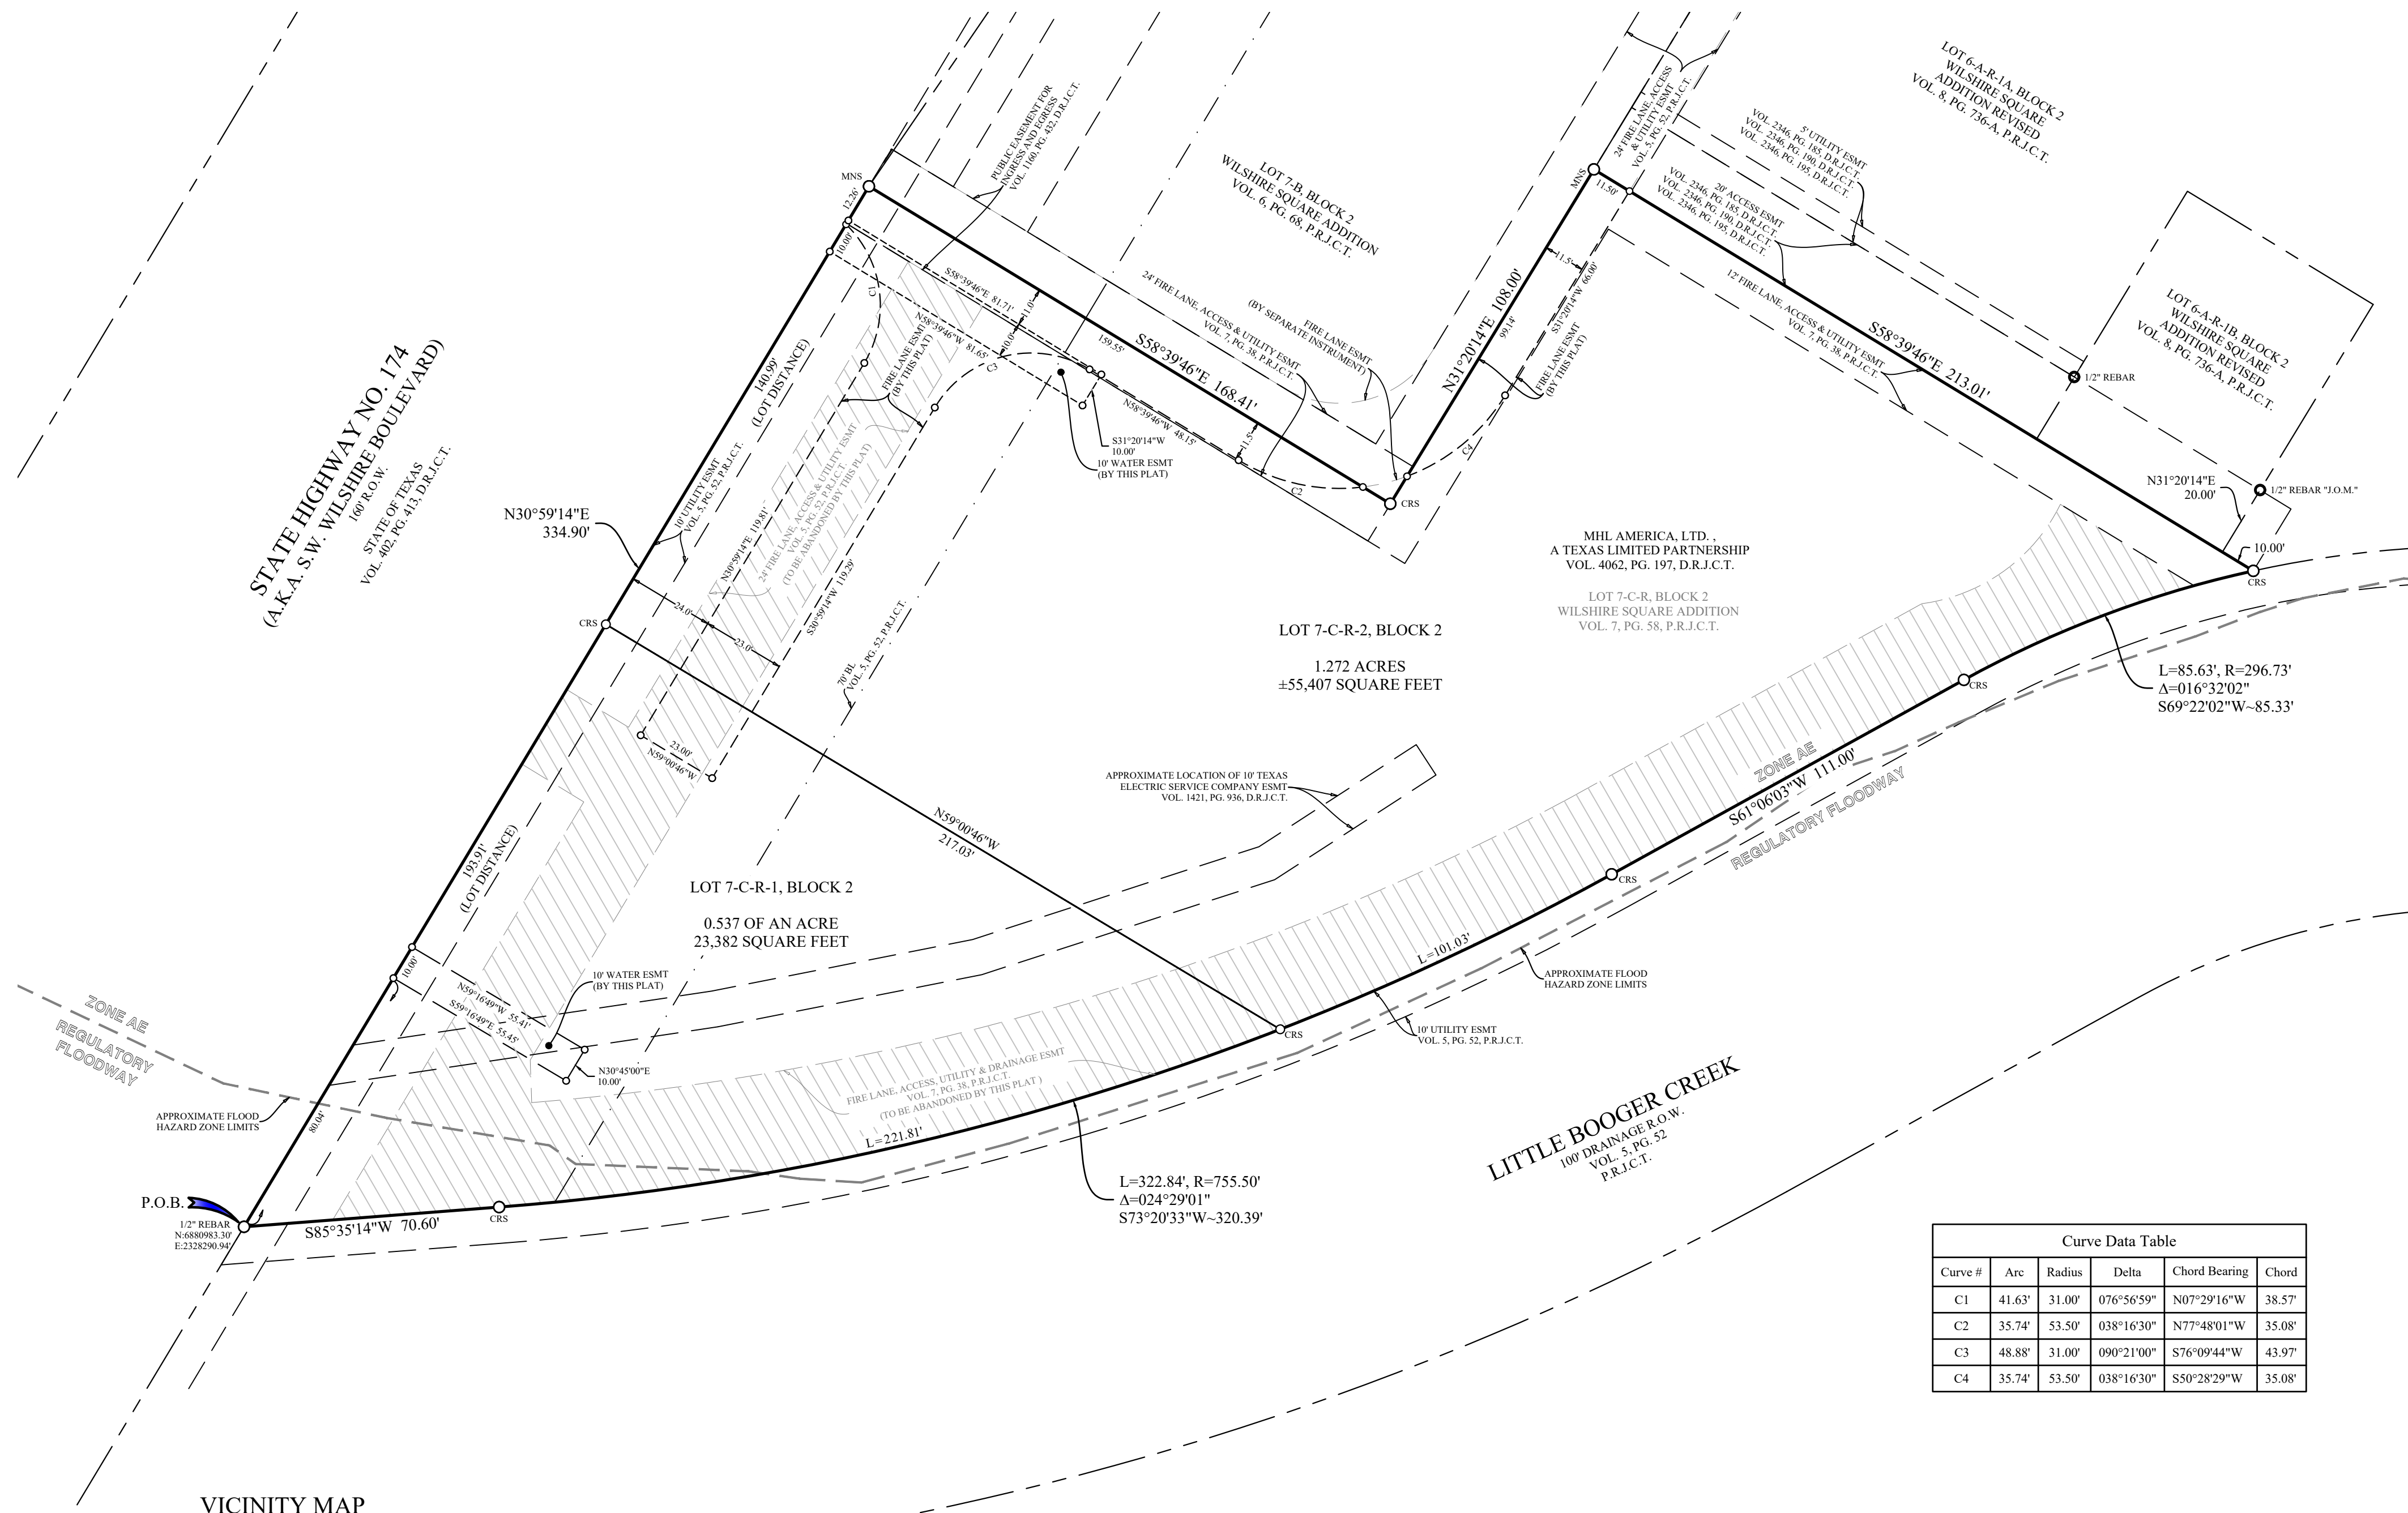 LOT 6-A-R-1A, BLOCK 2
WILSHIRE SQUARE
ADDITION REVISED
VOL. 8, PG. 736-A, P.R.J.C.T.
24' FIRE LANE, ACCESS
& UTILITY ESMT
VOL. 5, PG. 52, P.R.J.C.T.
5' UTILITY ESMT
VOL. 2346, PG. 185, D.R.J.C.T.
VOL. 2346, PG. 190, D.R.J.C.T.
VOL. 2346, PG. 195, D.R.J.C.T.
20' ACCESS ESMT
VOL. 2346, PG. 185, D.R.J.C.T.
VOL. 2346, PG. 190, D.R.J.C.T.
VOL. 2346, PG. 195, D.R.J.C.T.
PUBLIC EASEMENT FOR
INGRESS AND EGRESS
VOL. 1160, PG. 432, D.R.J.C.T.
LOT 7-B, BLOCK 2
WILSHIRE SQUARE ADDITION
VOL. 6, PG. 68, P.R.J.C.T.
MNS
12.26'
10.00'
MNS
11.50'
C1
S58°39'46"E 81.71'
N58°39'46"W 81.65'
11.0'
10.0'
C3
159.55'
S58°39'46"E 168.41'
24' FIRE LANE, ACCESS & UTILITY ESMT
VOL. 7, PG. 38, P.R.J.C.T.
FIRE LANE ESMT
(BY SEPARATE INSTRUMENT)
N31°20'14"E 108.00'
99.14'
11.5'
S31°20'14"W 66.00'
FIRE LANE ESMT
(BY THIS PLAT)
C4
12' FIRE LANE, ACCESS & UTILITY ESMT
VOL. 7, PG. 38, P.R.J.C.T.
S58°39'46"E 213.01'
1/2" REBAR
LOT 6-A-R-1B, BLOCK 2
WILSHIRE SQUARE
ADDITION REVISED
VOL. 8, PG. 736-A, P.R.J.C.T.
N31°20'14"E
20.00'
1/2" REBAR "J.O.M."
10.00'
CRS
STATE HIGHWAY NO. 174
(A.K.A. S.W. WILSHIRE BOULEVARD)
160' R.O.W.
STATE OF TEXAS
VOL. 402, PG. 413, D.R.J.C.T.
140.99'
(LOT DISTANCE)
FIRE LANE ESMT
(BY THIS PLAT)
10' UTILITY ESMT
VOL. 5, PG. 52, P.R.J.C.T.
N30°59'14"E 119.81'
24' FIRE LANE, ACCESS & UTILITY ESMT
VOL. 5, PG. 52, P.R.J.C.T.
(TO BE ABANDONED BY THIS PLAT)
S30°59'14"W 119.29'
N58°39'46"W 48.15'
11.5'
C2
CRS
S31°20'14"W
10.00'
10' WATER ESMT
(BY THIS PLAT)
N30°59'14"E
334.90'
CRS
24.0'
23.0'
70' BL
VOL. 5, PG. 52, P.R.J.C.T.
MHL AMERICA, LTD. ,
A TEXAS LIMITED PARTNERSHIP
VOL. 4062, PG. 197, D.R.J.C.T.
LOT 7-C-R, BLOCK 2
WILSHIRE SQUARE ADDITION
VOL. 7, PG. 58, P.R.J.C.T.
LOT 7-C-R-2, BLOCK 2
1.272 ACRES
±55,407 SQUARE FEET
CRS
L=85.63', R=296.73'
Δ=016°32'02"
S69°22'02"W~85.33'
23.00'
N59°00'46"W
APPROXIMATE LOCATION OF 10' TEXAS
ELECTRIC SERVICE COMPANY ESMT
VOL. 1421, PG. 936, D.R.J.C.T.
ZONE AE
S61°06'03"W 111.00'
REGULATORY FLOODWAY
N59°00'46"W
217.03'
193.91'
(LOT DISTANCE)
LOT 7-C-R-1, BLOCK 2
0.537 OF AN ACRE
23,382 SQUARE FEET
CRS
L=101.03'
10.00'
N59°16'49"W 55.41'
S59°16'49"E 55.45'
10' WATER ESMT
(BY THIS PLAT)
APPROXIMATE FLOOD
HAZARD ZONE LIMITS
ZONE AE
REGULATORY
FLOODWAY
CRS
10' UTILITY ESMT
VOL. 5, PG. 52, P.R.J.C.T.
N30°45'00"E
10.00'
FIRE LANE, ACCESS, UTILITY & DRAINAGE ESMT
VOL. 7, PG. 38, P.R.J.C.T.
(TO BE ABANDONED BY THIS PLAT )
APPROXIMATE FLOOD
HAZARD ZONE LIMITS
80.04'
L=221.81'
LITTLE BOOGER CREEK
100' DRAINAGE R.O.W.
VOL. 5, PG. 52
P.R.J.C.T.
P.O.B.
1/2" REBAR
N:6880983.30'
E:2328290.94'
S85°35'14"W 70.60'
CRS
L=322.84', R=755.50'
Δ=024°29'01"
S73°20'33"W~320.39'
Curve Data Table
Curve # Arc Radius Delta Chord Bearing Chord
C1 41.63' 31.00' 076°56'59" N07°29'16"W 38.57'
C2 35.74' 53.50' 038°16'30" N77°48'01"W 35.08'
C3 48.88' 31.00' 090°21'00" S76°09'44"W 43.97'
C4 35.74' 53.50' 038°16'30" S50°28'29"W 35.08'
VICINITY MAP